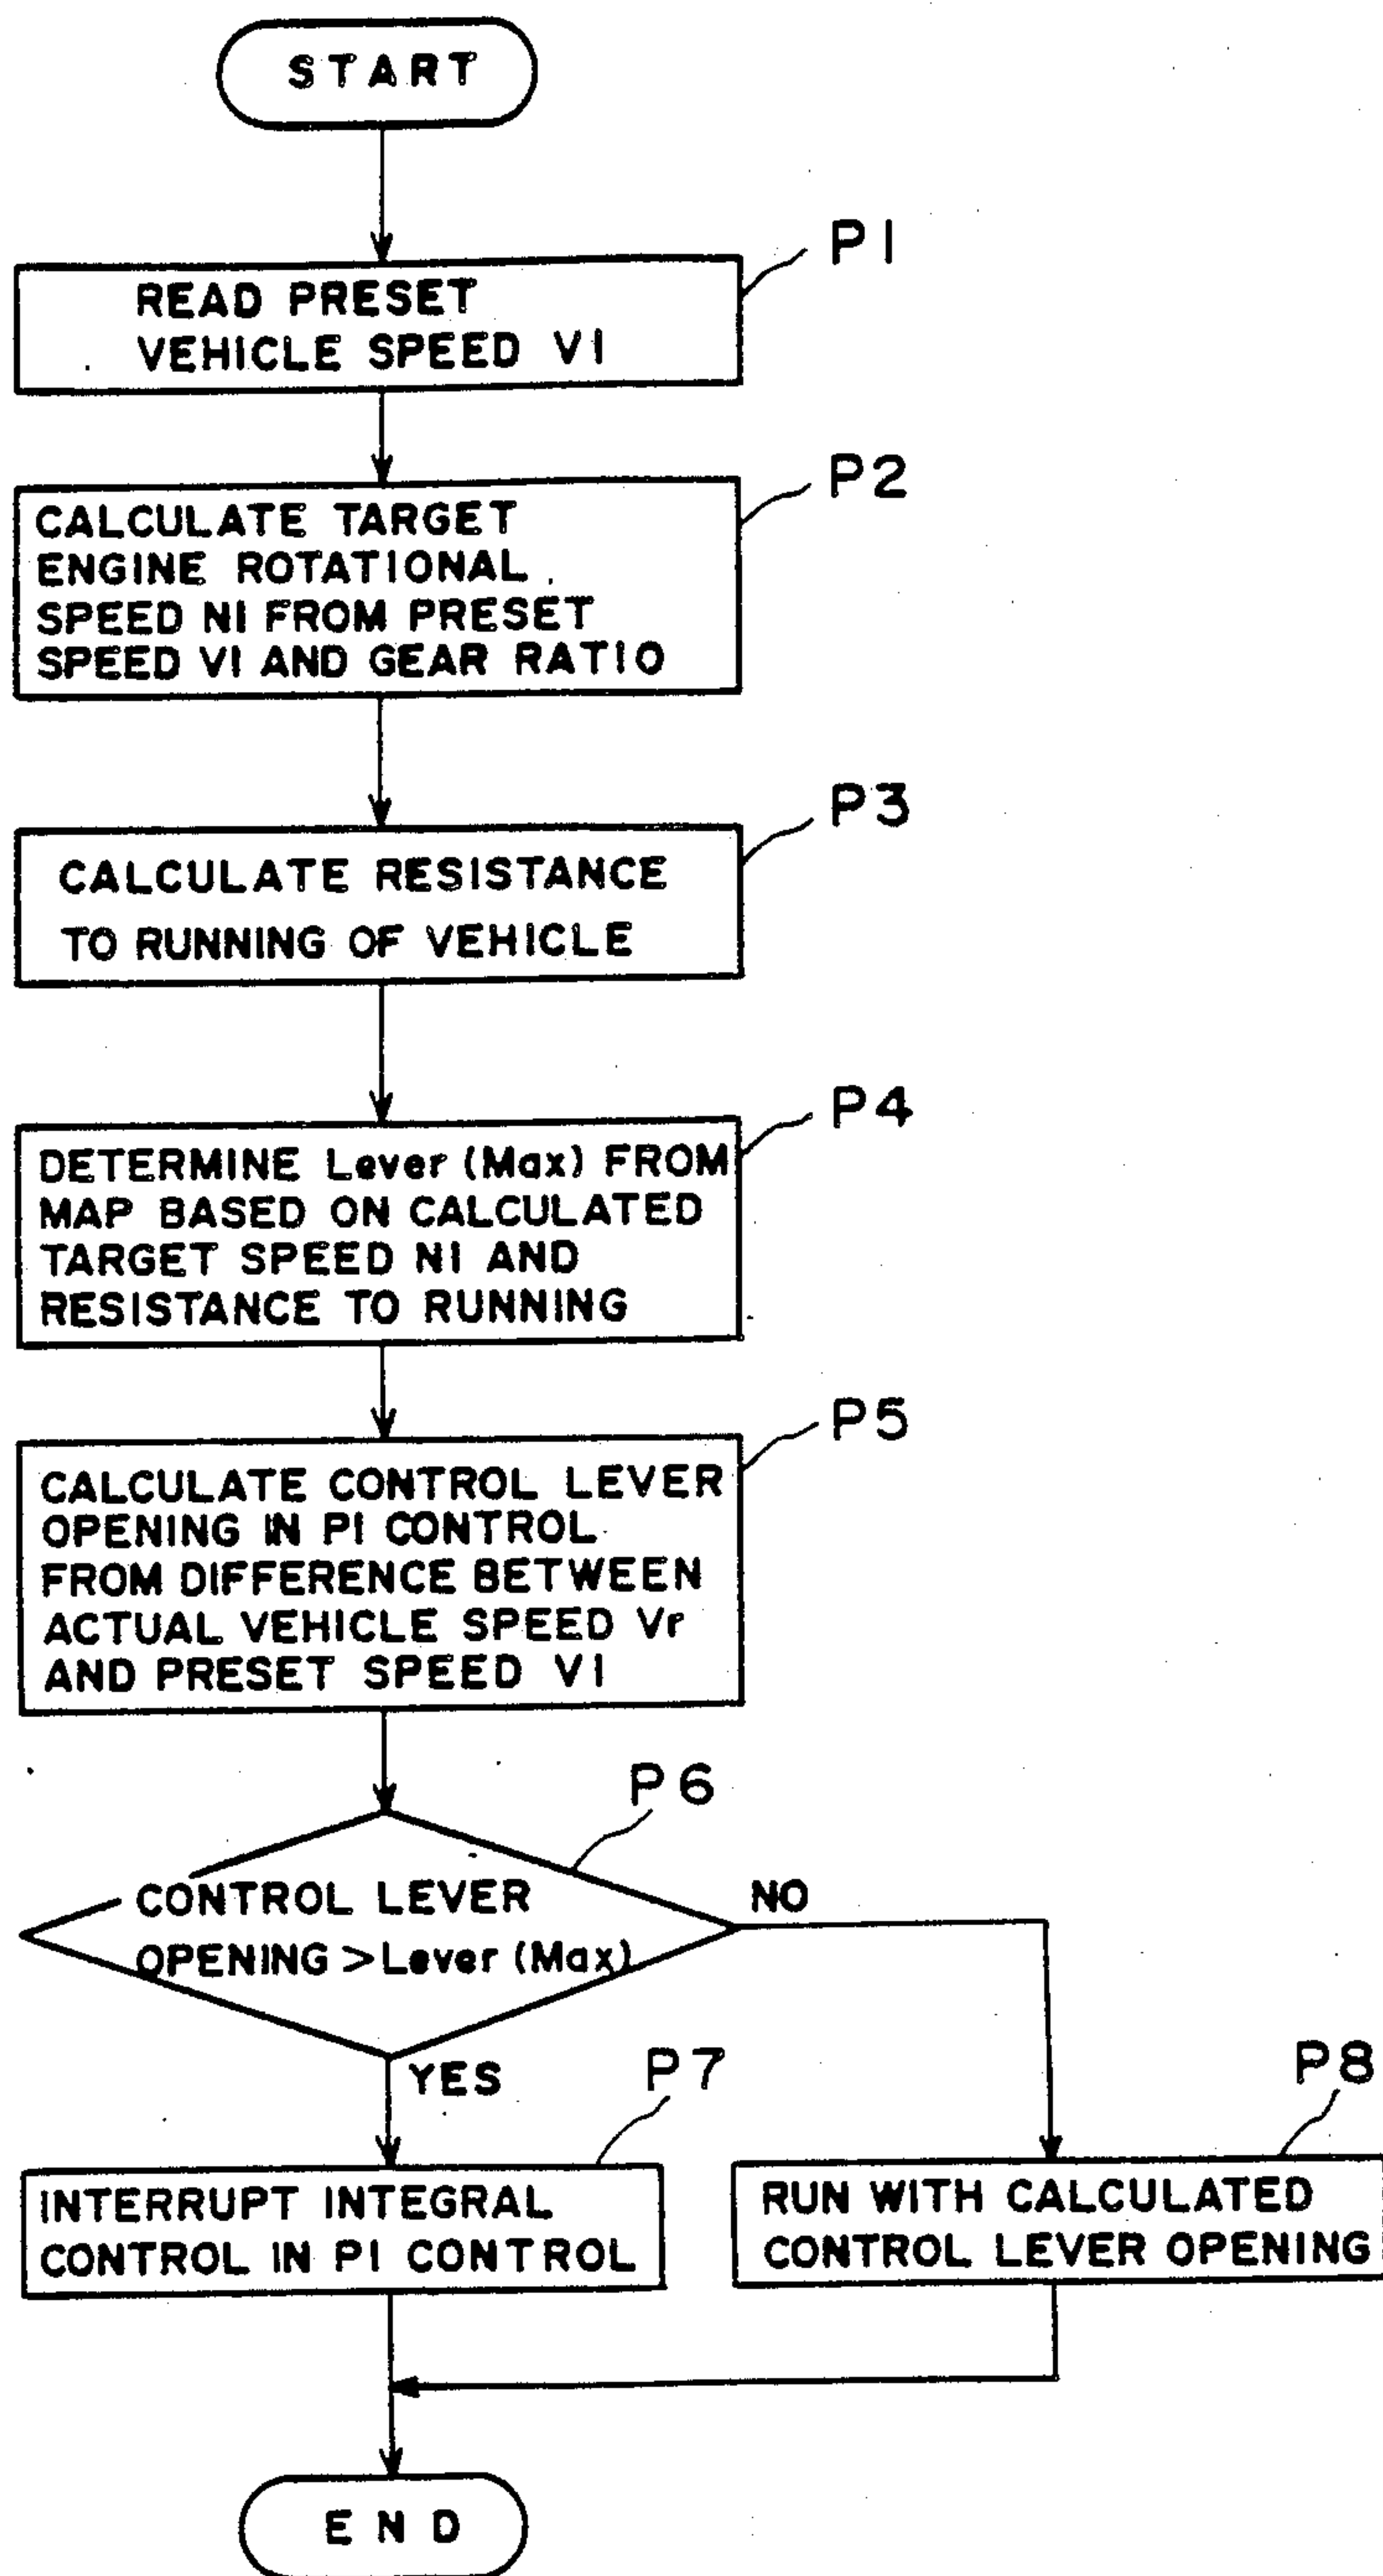 START
P1
READ PRESET
VEHICLE SPEED V1
P2
CALCULATE TARGET
ENGINE ROTATIONAL
SPEED N1 FROM PRESET
SPEED V1 AND GEAR RATIO
P3
CALCULATE RESISTANCE
TO RUNNING OF VEHICLE
P4
DETERMINE Lever (Max) FROM
MAP BASED ON CALCULATED
TARGET SPEED N1 AND
RESISTANCE TO RUNNING
P5
CALCULATE CONTROL LEVER
OPENING IN PI CONTROL
FROM DIFFERENCE BETWEEN
ACTUAL VEHICLE SPEED Vr
AND PRESET SPEED V1
P6
CONTROL LEVER
OPENING > Lever (Max)
NO
YES
P7
INTERRUPT INTEGRAL
CONTROL IN PI CONTROL
P8
RUN WITH CALCULATED
CONTROL LEVER OPENING
END